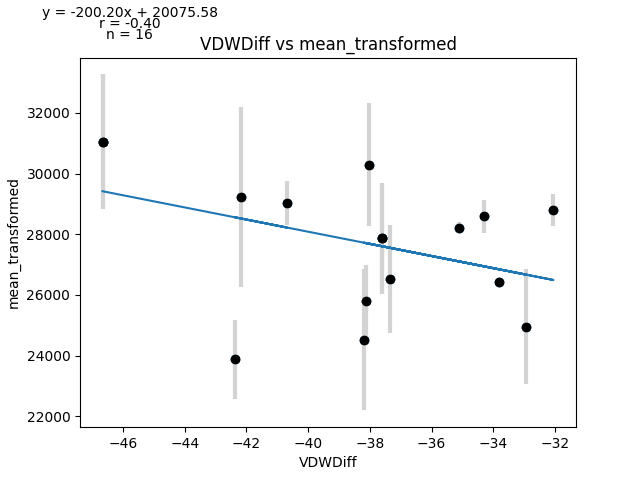 y = -200.20x + 20075.58
r = -0.40
n = 16
VDWDiff vs mean_transformed
32000
30000
28000
26000
24000
22000
mean_transformed
−46
−44
−42
−40
−38
−36
−34
−32
VDWDiff